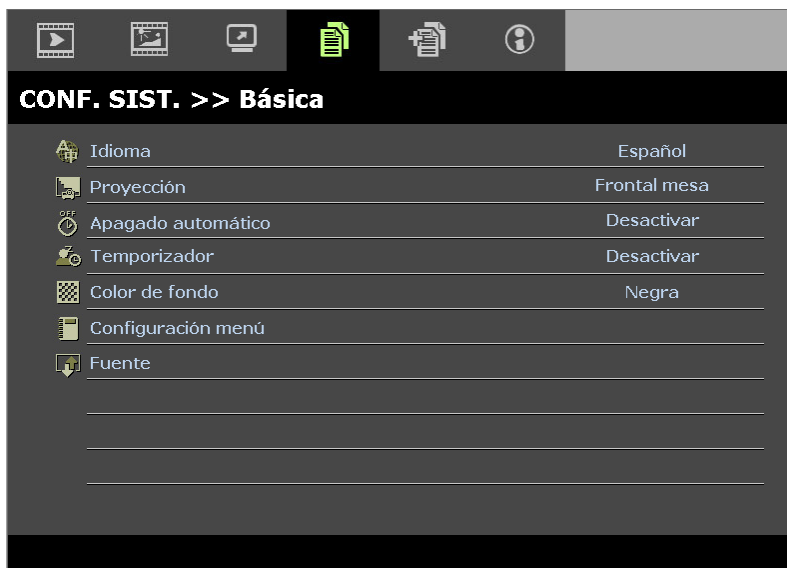 CONF. SIST. >> Básica
Idioma Español
Proyección Frontal mesa
OFF
Apagado automático Desactivar
Temporizador Desactivar
Color de fondo Negra
Configuración menú
Fuente